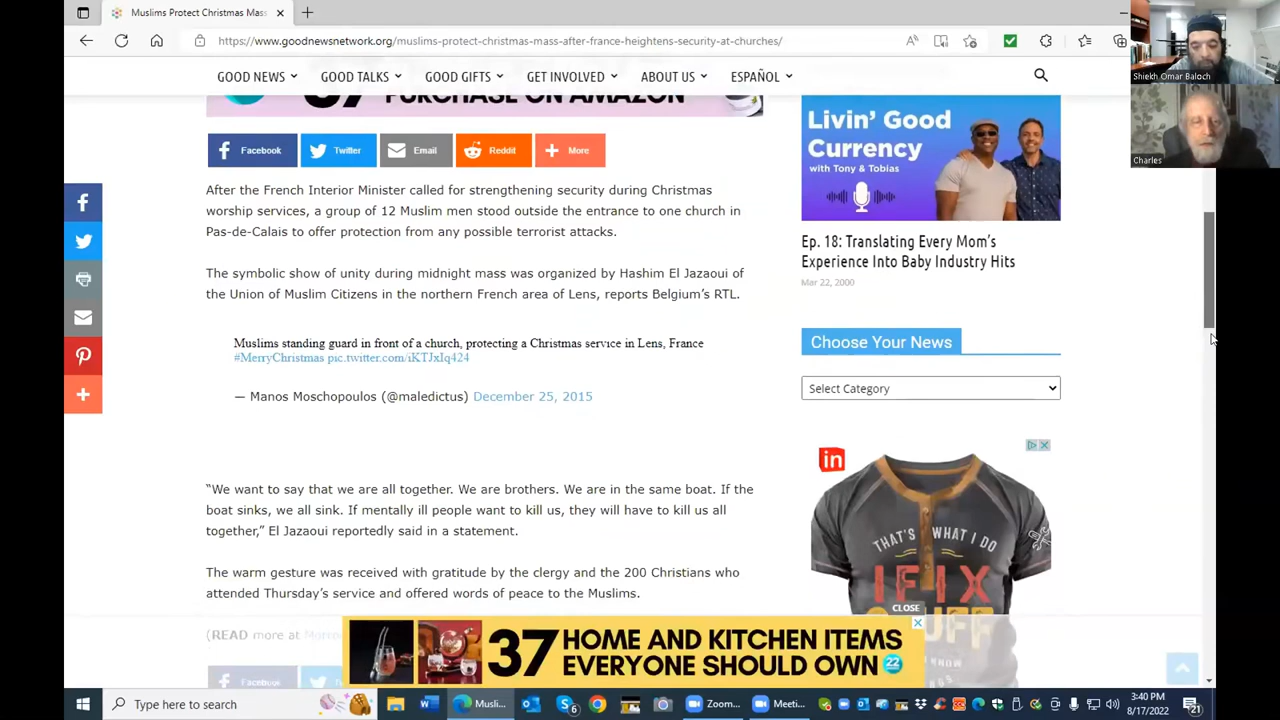 Muslims Protect Christmas Mass
https://www.goodnewsnetwork.org/muslims-protect-christmas-mass-after-france-heightens-security-at-churches/
GOOD NEWS GOOD TALKS GOOD GIFTS GET INVOLVED ABOUT US ESPAÑOL
Shiekh Omar Baloch
Charles
37 PURCHASE ON AMAZON
Facebook Twitter Email Reddit More
After the French Interior Minister called for strengthening security during Christmas
worship services, a group of 12 Muslim men stood outside the entrance to one church in
Pas-de-Calais to offer protection from any possible terrorist attacks.
The symbolic show of unity during midnight mass was organized by Hashim El Jazaoui of
the Union of Muslim Citizens in the northern French area of Lens, reports Belgium’s RTL.
Muslims standing guard in front of a church, protecting a Christmas service in Lens, France
#MerryChristmas pic.twitter.com/iKTJxIq424
— Manos Moschopoulos (@maledictus) December 25, 2015
“We want to say that we are all together. We are brothers. We are in the same boat. If the
boat sinks, we all sink. If mentally ill people want to kill us, they will have to kill us all
together,” El Jazaoui reportedly said in a statement.
The warm gesture was received with gratitude by the clergy and the 200 Christians who
attended Thursday’s service and offered words of peace to the Muslims.
(READ more at
Facebook
Livin’ Good
Currency
with Tony & Tobias
Ep. 18: Translating Every Mom’s
Experience Into Baby Industry Hits
Mar 22, 2000
Choose Your News
Select Category
in
THAT'S WHAT I DO
I FIX
CLOSE
37 HOME AND KITCHEN ITEMS
EVERYONE SHOULD OWN 22
Type here to search
Musli...
Zoom...
Meeti...
3:40 PM
8/17/2022
21